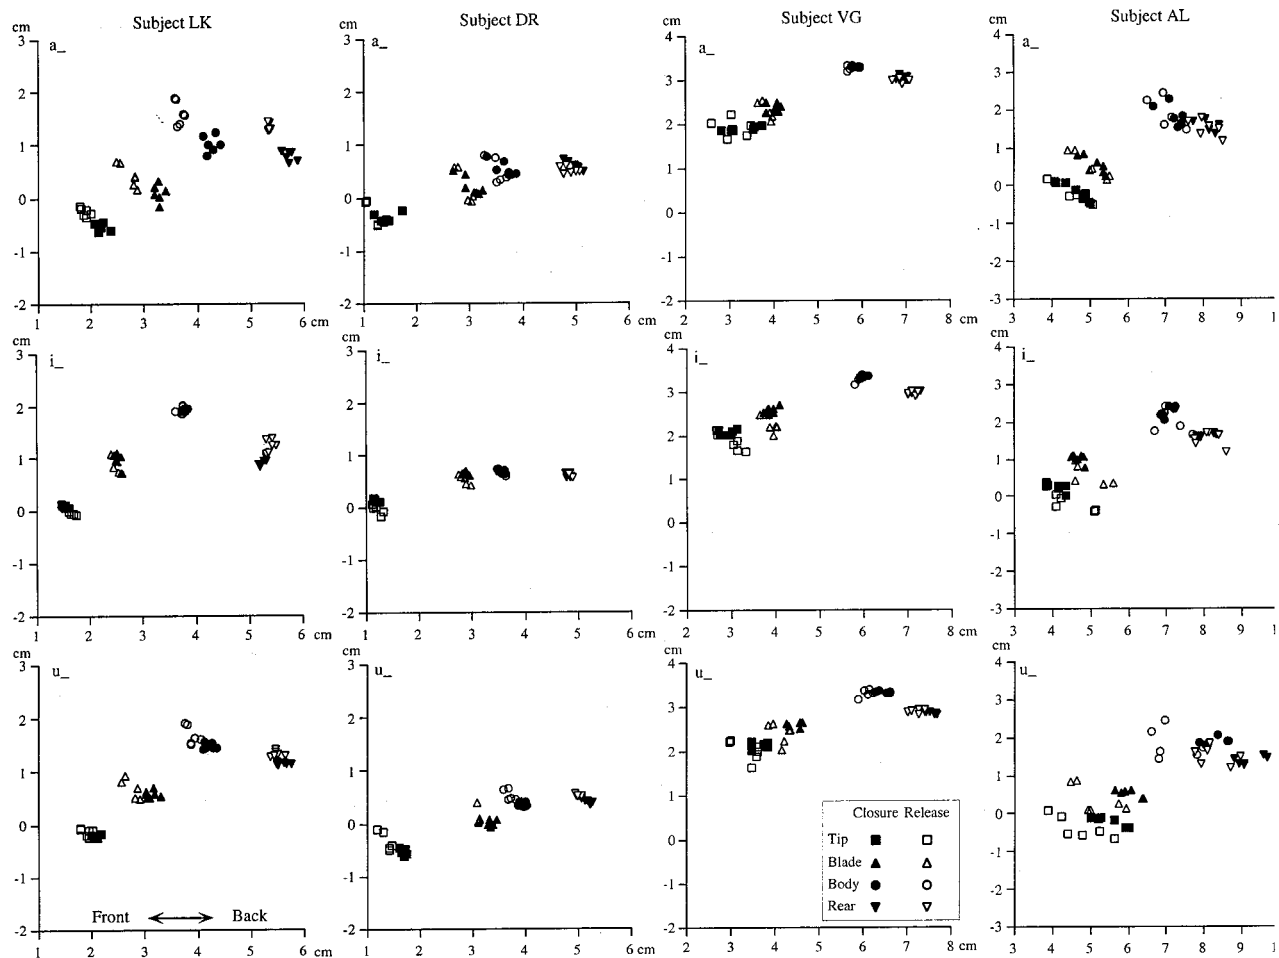 Subject LK Subject DR Subject VG Subject AL
cm cm cm cm
a_ a_ a_ a_
3 2 1 0 -1 -2
3 2 1 0 -1 -2
4 3 2 1 0 -1 -2
4 3 2 1 0 -1 -2 -3
1 2 3 4 5 6 cm
1 2 3 4 5 6 cm
2 3 4 5 6 7 8 cm
3 4 5 6 7 8 9 1
i_ i_ i_ i_
cm cm cm cm
3 2 1 0 -1 -2
3 2 1 0 -1 -2
4 3 2 1 0 -1 -2
4 3 2 1 0 -1 -2 -3
1 2 3 4 5 6 cm
1 2 3 4 5 6 cm
2 3 4 5 6 7 8 cm
3 4 5 6 7 8 9 1
u_ u_ u_ u_
cm cm cm cm
3 2 1 0 -1 -2
3 2 1 0 -1 -2
4 3 2 1 0 -1 -2
4 3 2 1 0 -1 -2 -3
Front Back
Closure Release
Tip
Blade
Body
Rear
1 2 3 4 5 6 cm
1 2 3 4 5 6 cm
2 3 4 5 6 7 8 cm
3 4 5 6 7 8 9 1